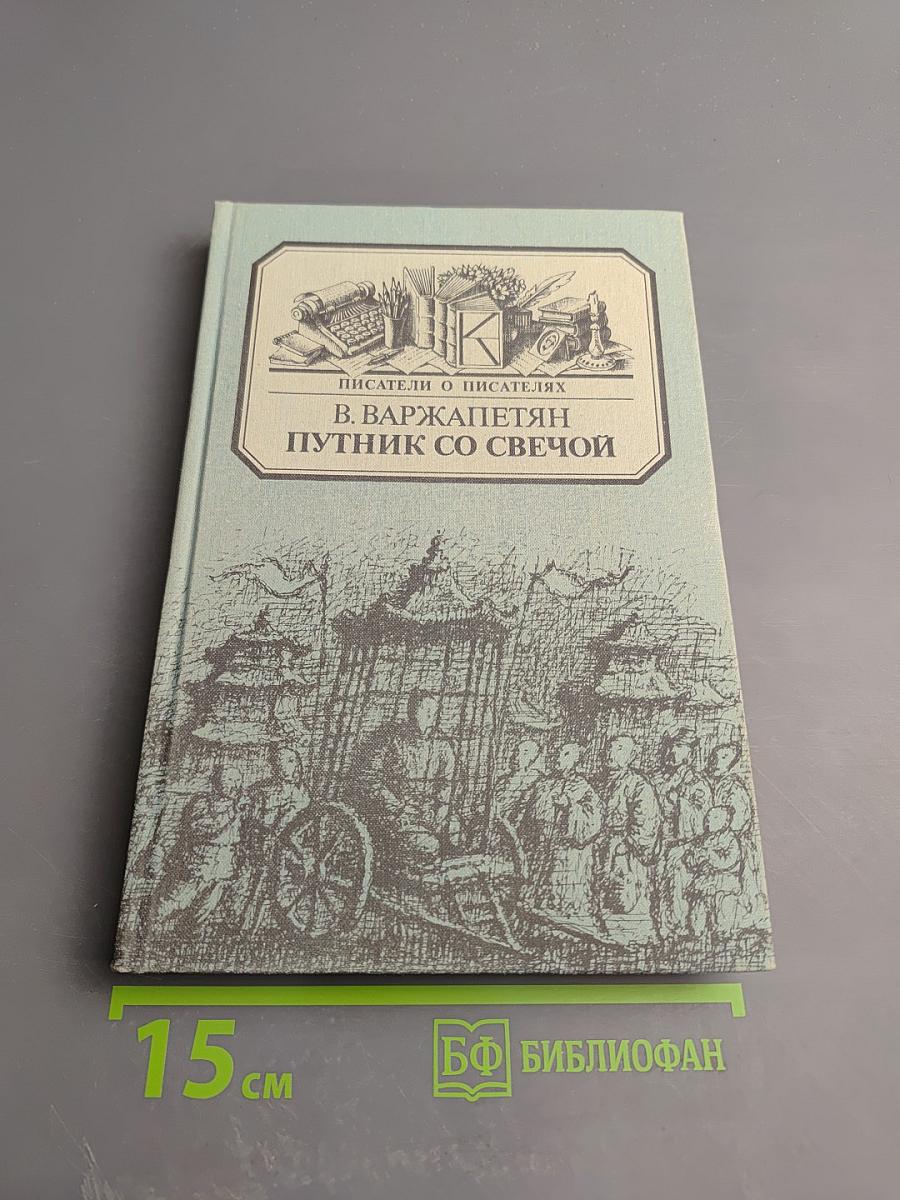 К
ПИСАТЕЛИ О ПИСАТЕЛЯХ
В. ВАРЖАПЕТЯН
ПУТНИК СО СВЕЧОЙ
15 см
БФ БИБЛИОФАН